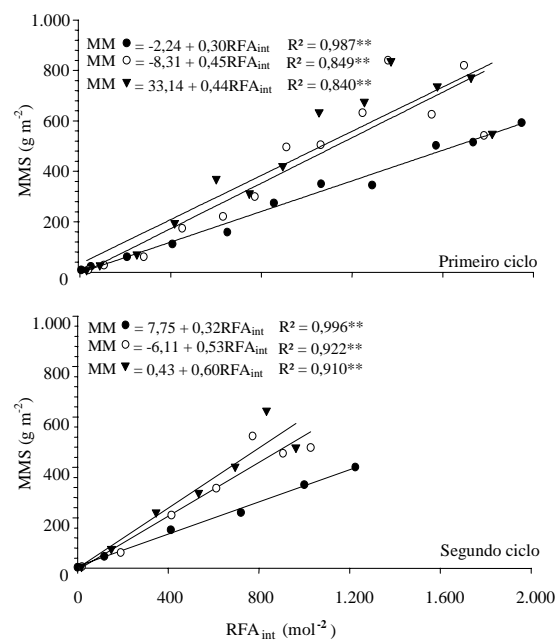 MM ● = -2,24 + 0,30RFAint R² = 0,987**
MM ○ = -8,31 + 0,45RFAint R² = 0,849**
MM ▼ = 33,14 + 0,44RFAint R² = 0,840**
1.000
800
600
400
200
0
MMS (g m-2)
Primeiro ciclo
MM ● = 7,75 + 0,32RFAint R² = 0,996**
MM ○ = -6,11 + 0,53RFAint R² = 0,922**
MM ▼ = 0,43 + 0,60RFAint R² = 0,910**
1.000
800
600
400
200
0
MMS (g m-2)
Segundo ciclo
0 400 800 1.200 1.600 2.000
RFAint (mol-2)